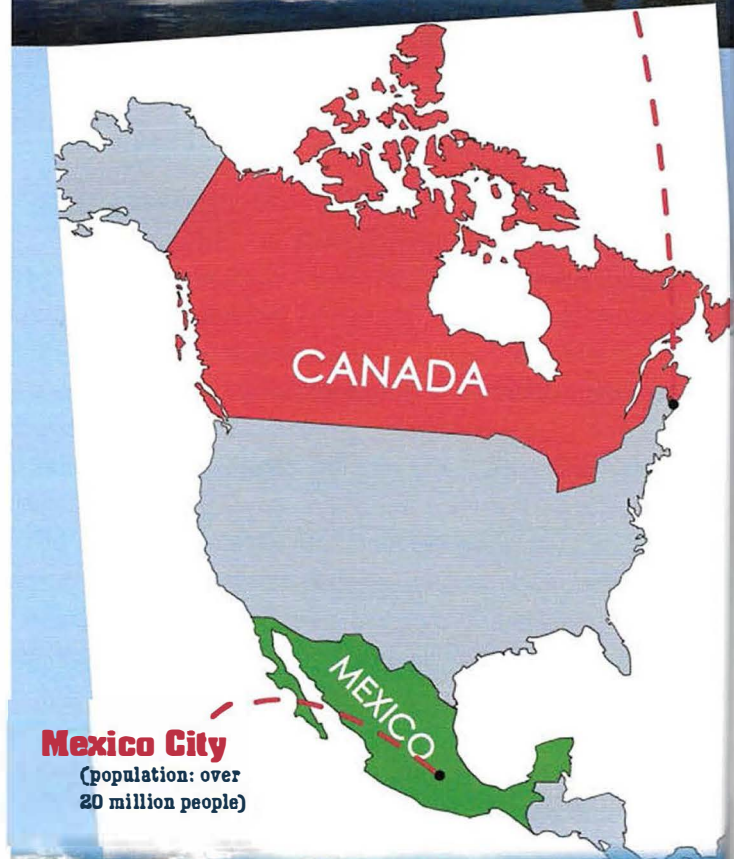 CANADA
MEXICO
Mexico City
(population: over
20 million people)